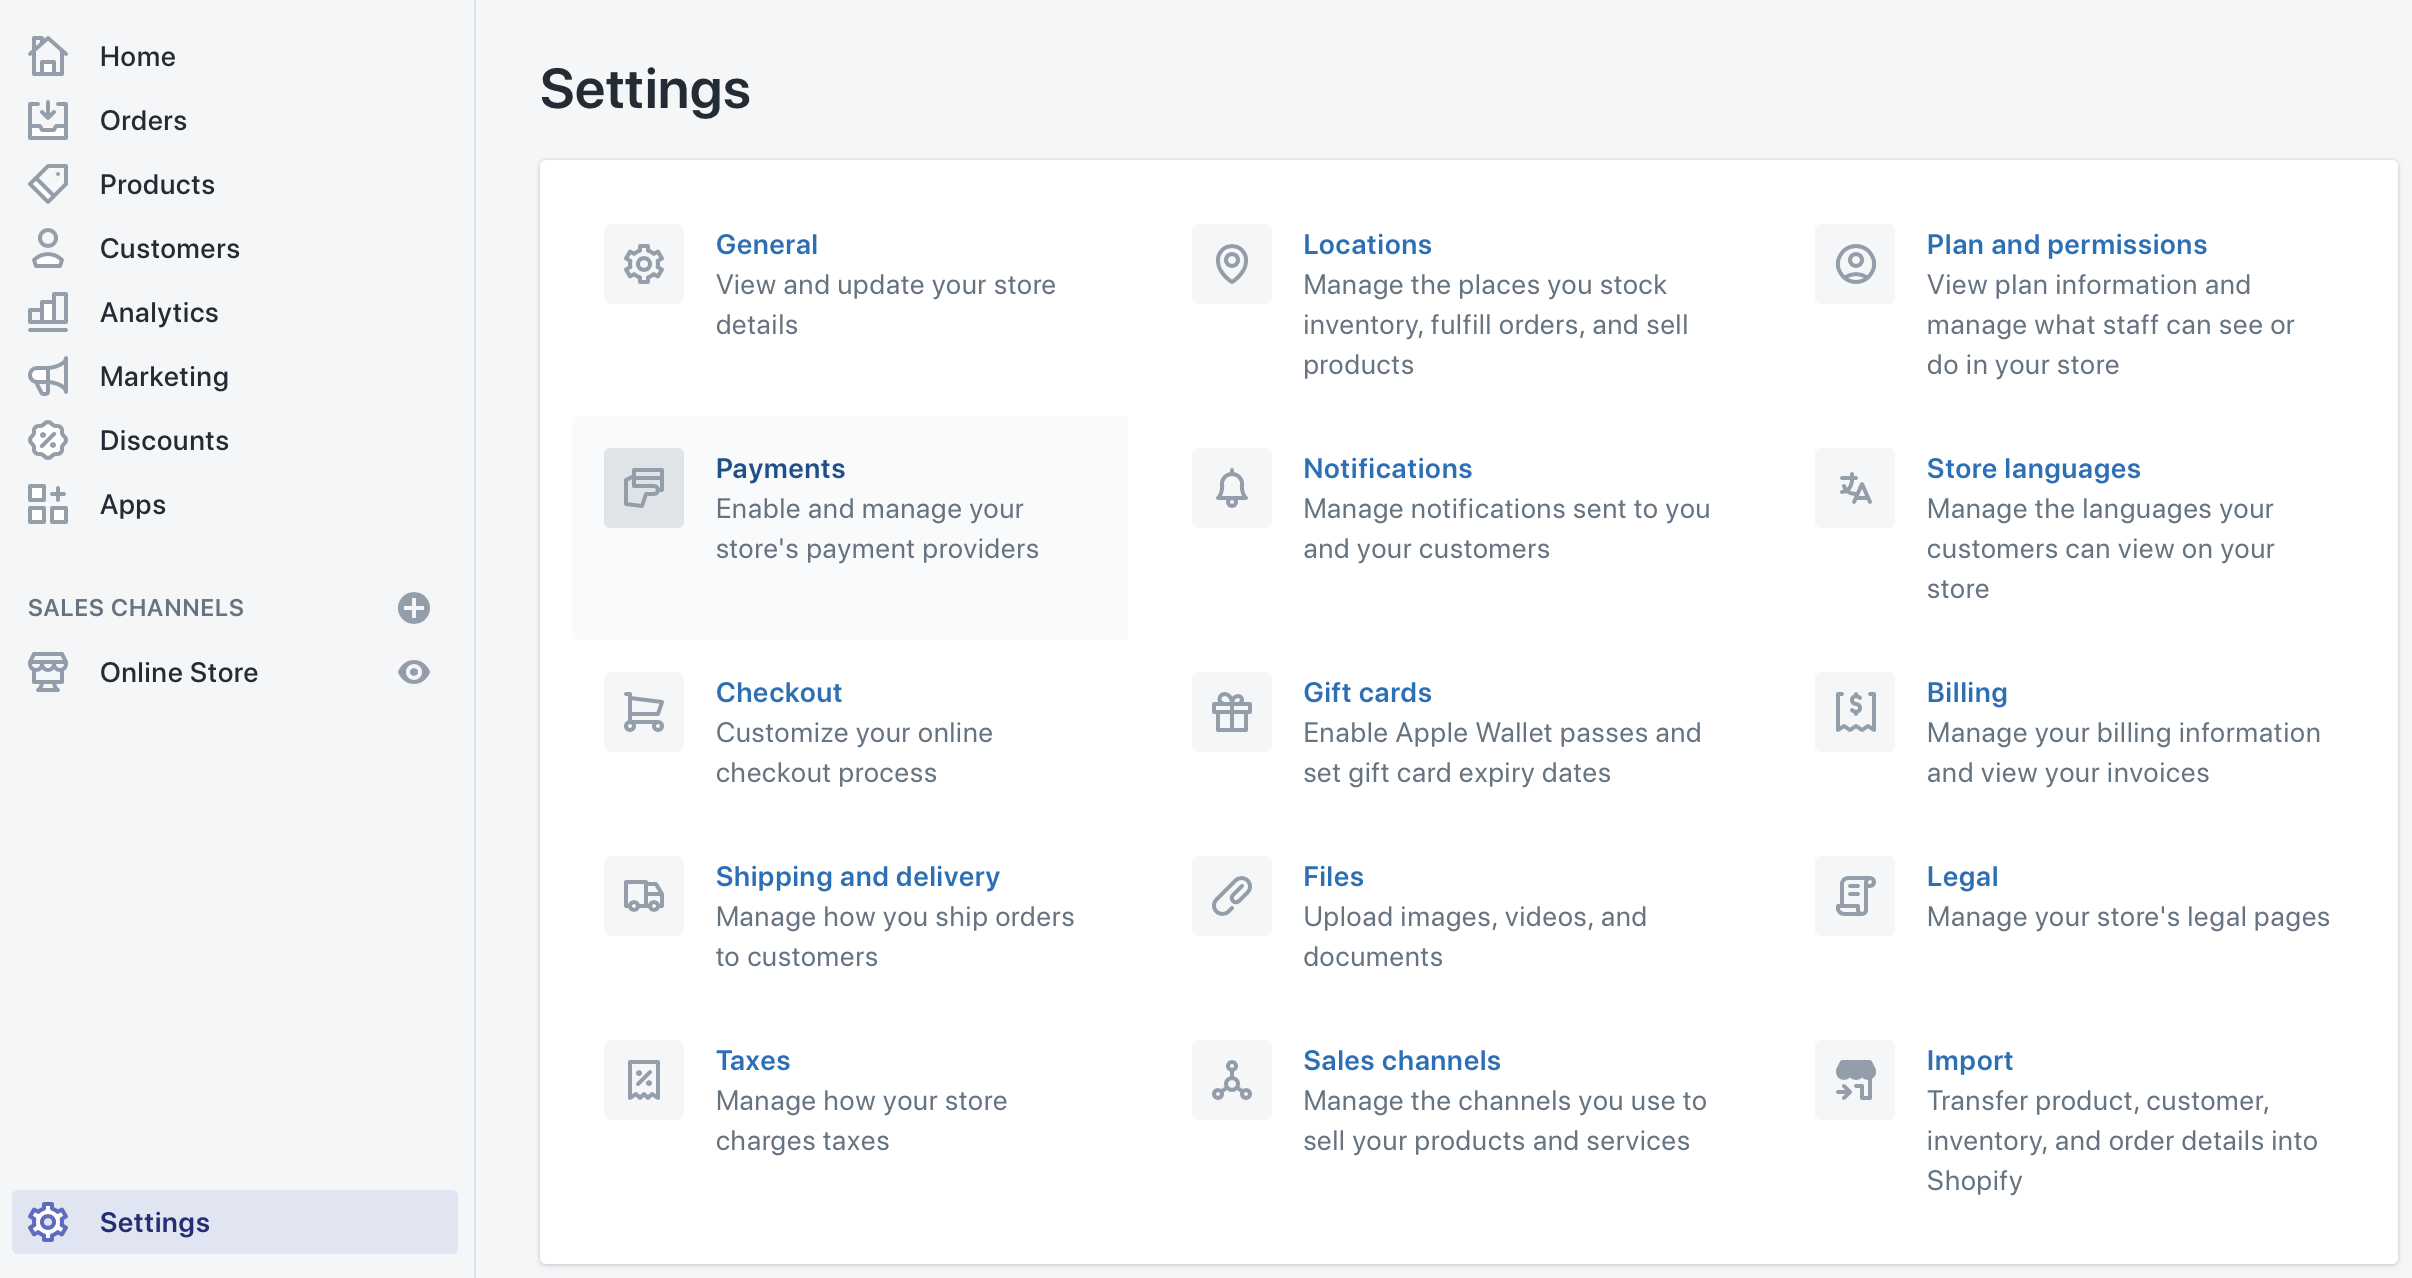 Home
Orders
Products
Customers
Analytics
Marketing
Discounts
Apps
SALES CHANNELS
Online Store
Settings
Settings
General
View and update your store
details
Locations
Manage the places you stock
inventory, fulfill orders, and sell
products
Plan and permissions
View plan information and
manage what staff can see or
do in your store
Payments
Enable and manage your
store's payment providers
Notifications
Manage notifications sent to you
and your customers
Store languages
Manage the languages your
customers can view on your
store
Checkout
Customize your online
checkout process
Gift cards
Enable Apple Wallet passes and
set gift card expiry dates
Billing
Manage your billing information
and view your invoices
Shipping and delivery
Manage how you ship orders
to customers
Files
Upload images, videos, and
documents
Legal
Manage your store's legal pages
Taxes
Manage how your store
charges taxes
Sales channels
Manage the channels you use to
sell your products and services
Import
Transfer product, customer,
inventory, and order details into
Shopify